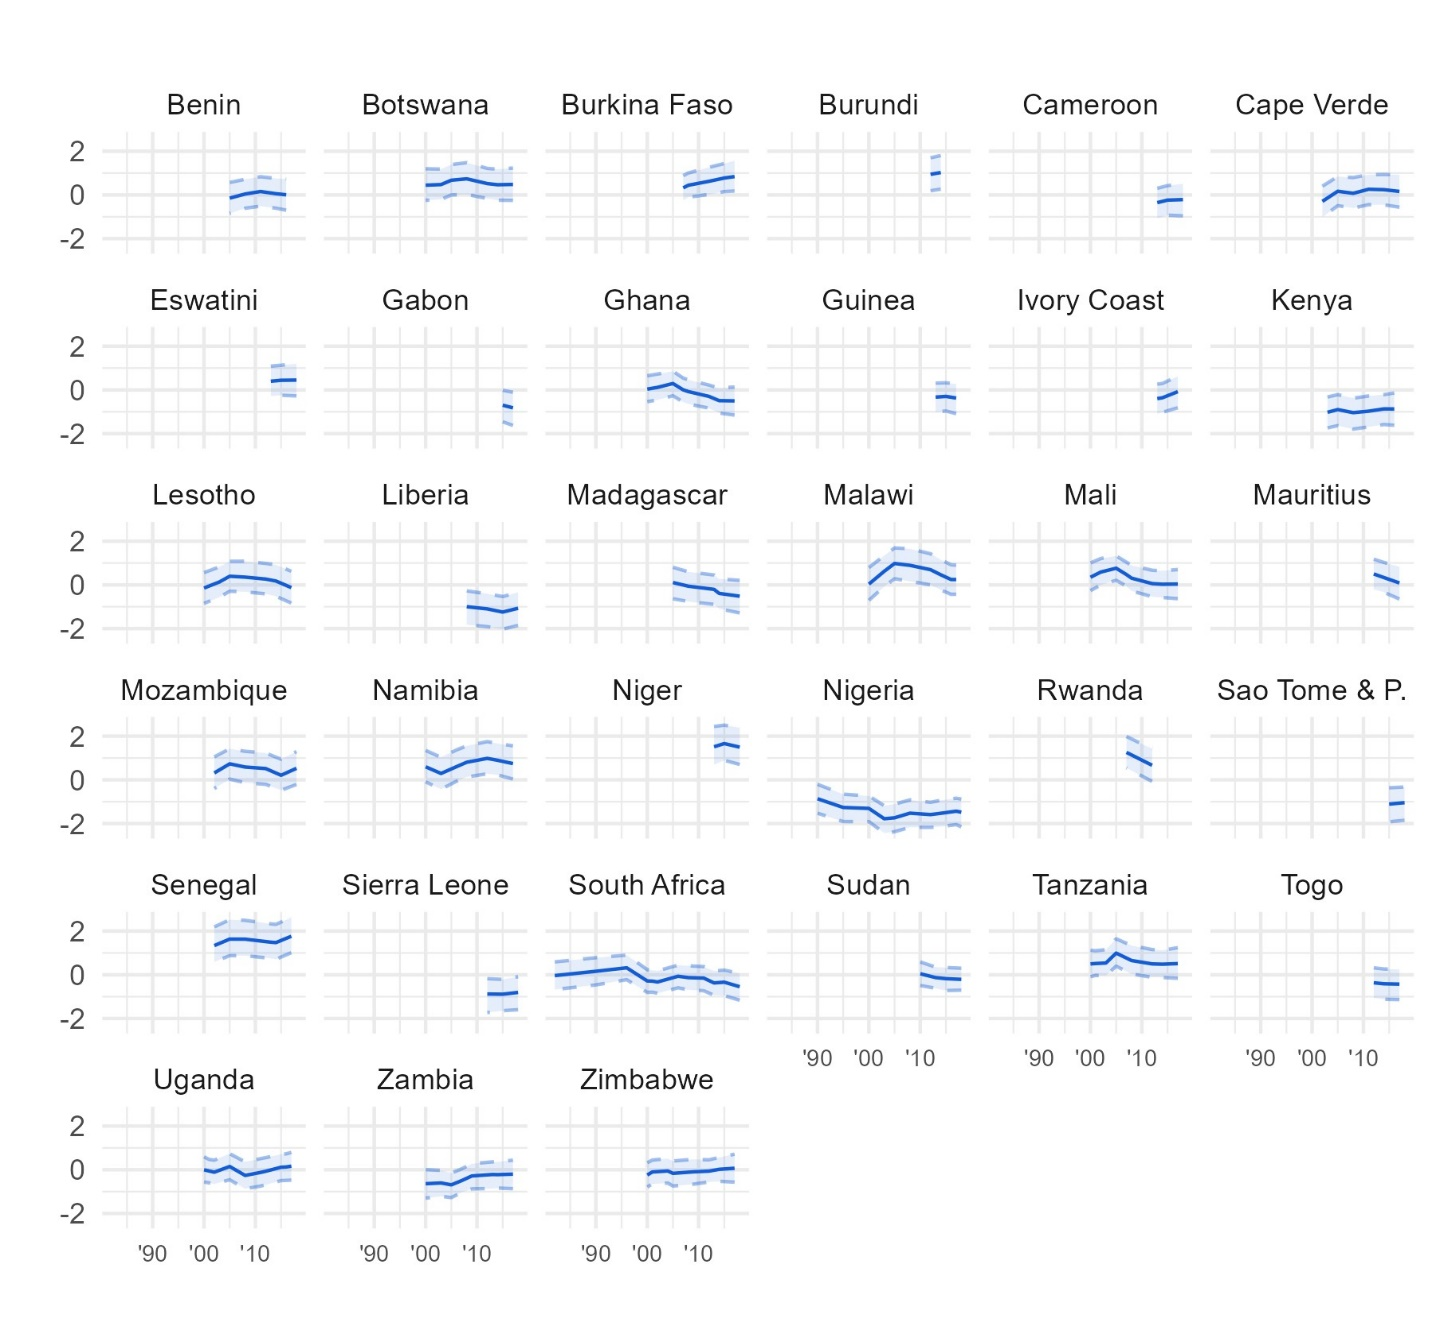 Benin Botswana Burkina Faso Burundi Cameroon Cape Verde
2
0
-2
Eswatini Gabon Ghana Guinea Ivory Coast Kenya
2
0
-2
Lesotho Liberia Madagascar Malawi Mali Mauritius
2
0
-2
Mozambique Namibia Niger Nigeria Rwanda Sao Tome & P.
2
0
-2
Senegal Sierra Leone South Africa Sudan Tanzania Togo
2
0
-2
'90 '00 '10 '90 '00 '10 '90 '00 '10
Uganda Zambia Zimbabwe
2
0
-2
'90 '00 '10 '90 '00 '10 '90 '00 '10